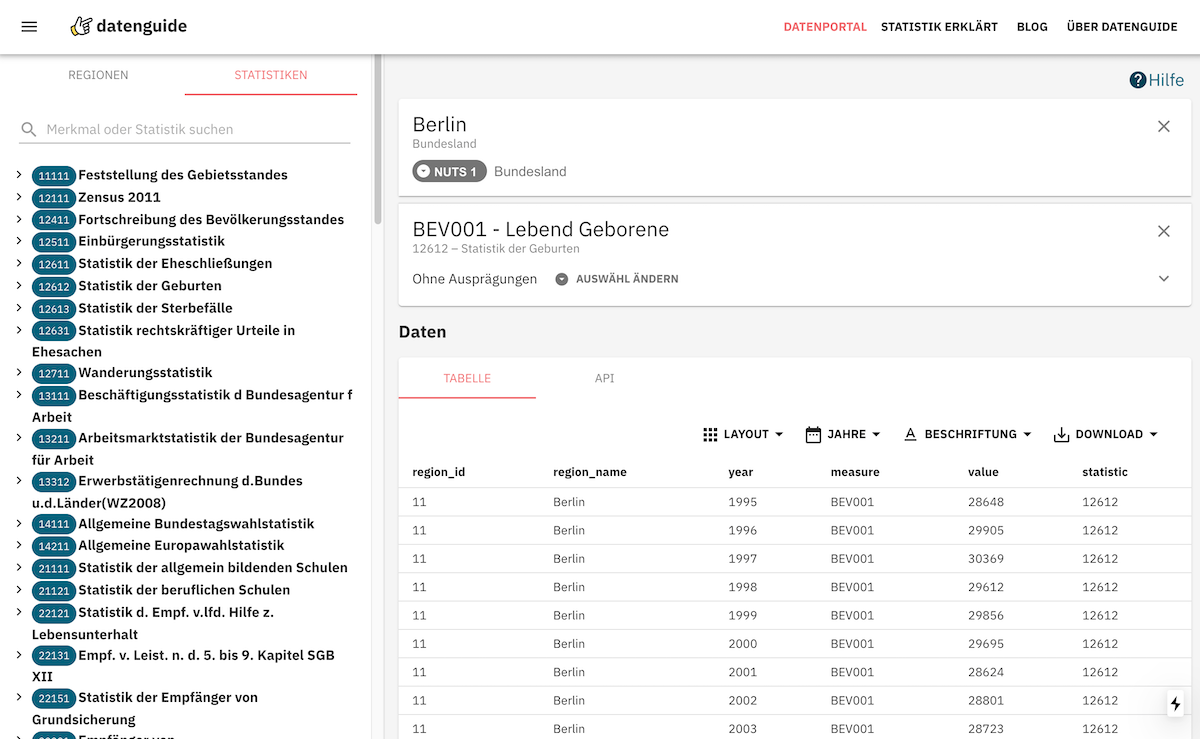 datenguide
DATENPORTAL STATISTIK ERKLÄRT BLOG ÜBER DATENGUIDE
REGIONEN STATISTIKEN
Merkmal oder Statistik suchen
11111 Feststellung des Gebietsstandes
12111 Zensus 2011
12411 Fortschreibung des Bevölkerungsstandes
12511 Einbürgerungsstatistik
12611 Statistik der Eheschließungen
12612 Statistik der Geburten
12613 Statistik der Sterbefälle
12631 Statistik rechtskräftiger Urteile in
Ehesachen
12711 Wanderungsstatistik
13111 Beschäftigungsstatistik d Bundesagentur f
Arbeit
13211 Arbeitsmarktstatistik der Bundesagentur
für Arbeit
13312 Erwerbstätigenrechnung d.Bundes
u.d.Länder(WZ2008)
14111 Allgemeine Bundestagswahlstatistik
14211 Allgemeine Europawahlstatistik
21111 Statistik der allgemein bildenden Schulen
21121 Statistik der beruflichen Schulen
22121 Statistik d. Empf. v.lfd. Hilfe z.
Lebensunterhalt
22131 Empf. v. Leist. n. d. 5. bis 9. Kapitel SGB
XII
22151 Statistik der Empfänger von
Grundsicherung
Empfänger von
Hilfe
Berlin
Bundesland
NUTS 1 Bundesland
BEV001 - Lebend Geborene
12612 – Statistik der Geburten
Ohne Ausprägungen AUSWÄHL ÄNDERN
Daten
TABELLE API
LAYOUT JAHRE BESCHRIFTUNG DOWNLOAD
region_id region_name year measure value statistic
11 Berlin 1995 BEV001 28648 12612
11 Berlin 1996 BEV001 29905 12612
11 Berlin 1997 BEV001 30369 12612
11 Berlin 1998 BEV001 29612 12612
11 Berlin 1999 BEV001 29856 12612
11 Berlin 2000 BEV001 29695 12612
11 Berlin 2001 BEV001 28624 12612
11 Berlin 2002 BEV001 28801 12612
11 Berlin 2003 BEV001 28723 12612